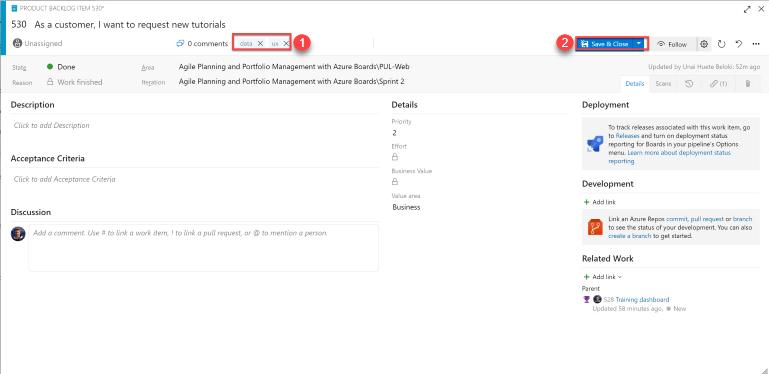 PRODUCT BACKLOG ITEM 530*
530 As a customer, I want to request new tutorials
Unassigned
0 comments
data
ux
1
2
Save & Close
Follow
State
Done
Area
Agile Planning and Portfolio Management with Azure Boards\PUL-Web
Updated by Unai Huete Beloki: 52m ago
Reason
Work finished
Iteration
Agile Planning and Portfolio Management with Azure Boards\Sprint 2
Details
Scans
(1)
Description
Click to add Description
Acceptance Criteria
Click to add Acceptance Criteria
Discussion
Add a comment. Use # to link a work item, ! to link a pull request, or @ to mention a person.
Details
Priority
2
Effort
Business Value
Value area
Business
Deployment
To track releases associated with this work item, go
to Releases and turn on deployment status
reporting for Boards in your pipeline's Options
menu. Learn more about deployment status
reporting
Development
Add link
Link an Azure Repos commit, pull request or branch
to see the status of your development. You can also
create a branch to get started.
Related Work
Add link
Parent
528 Training dashboard
Updated 58 minutes ago, New